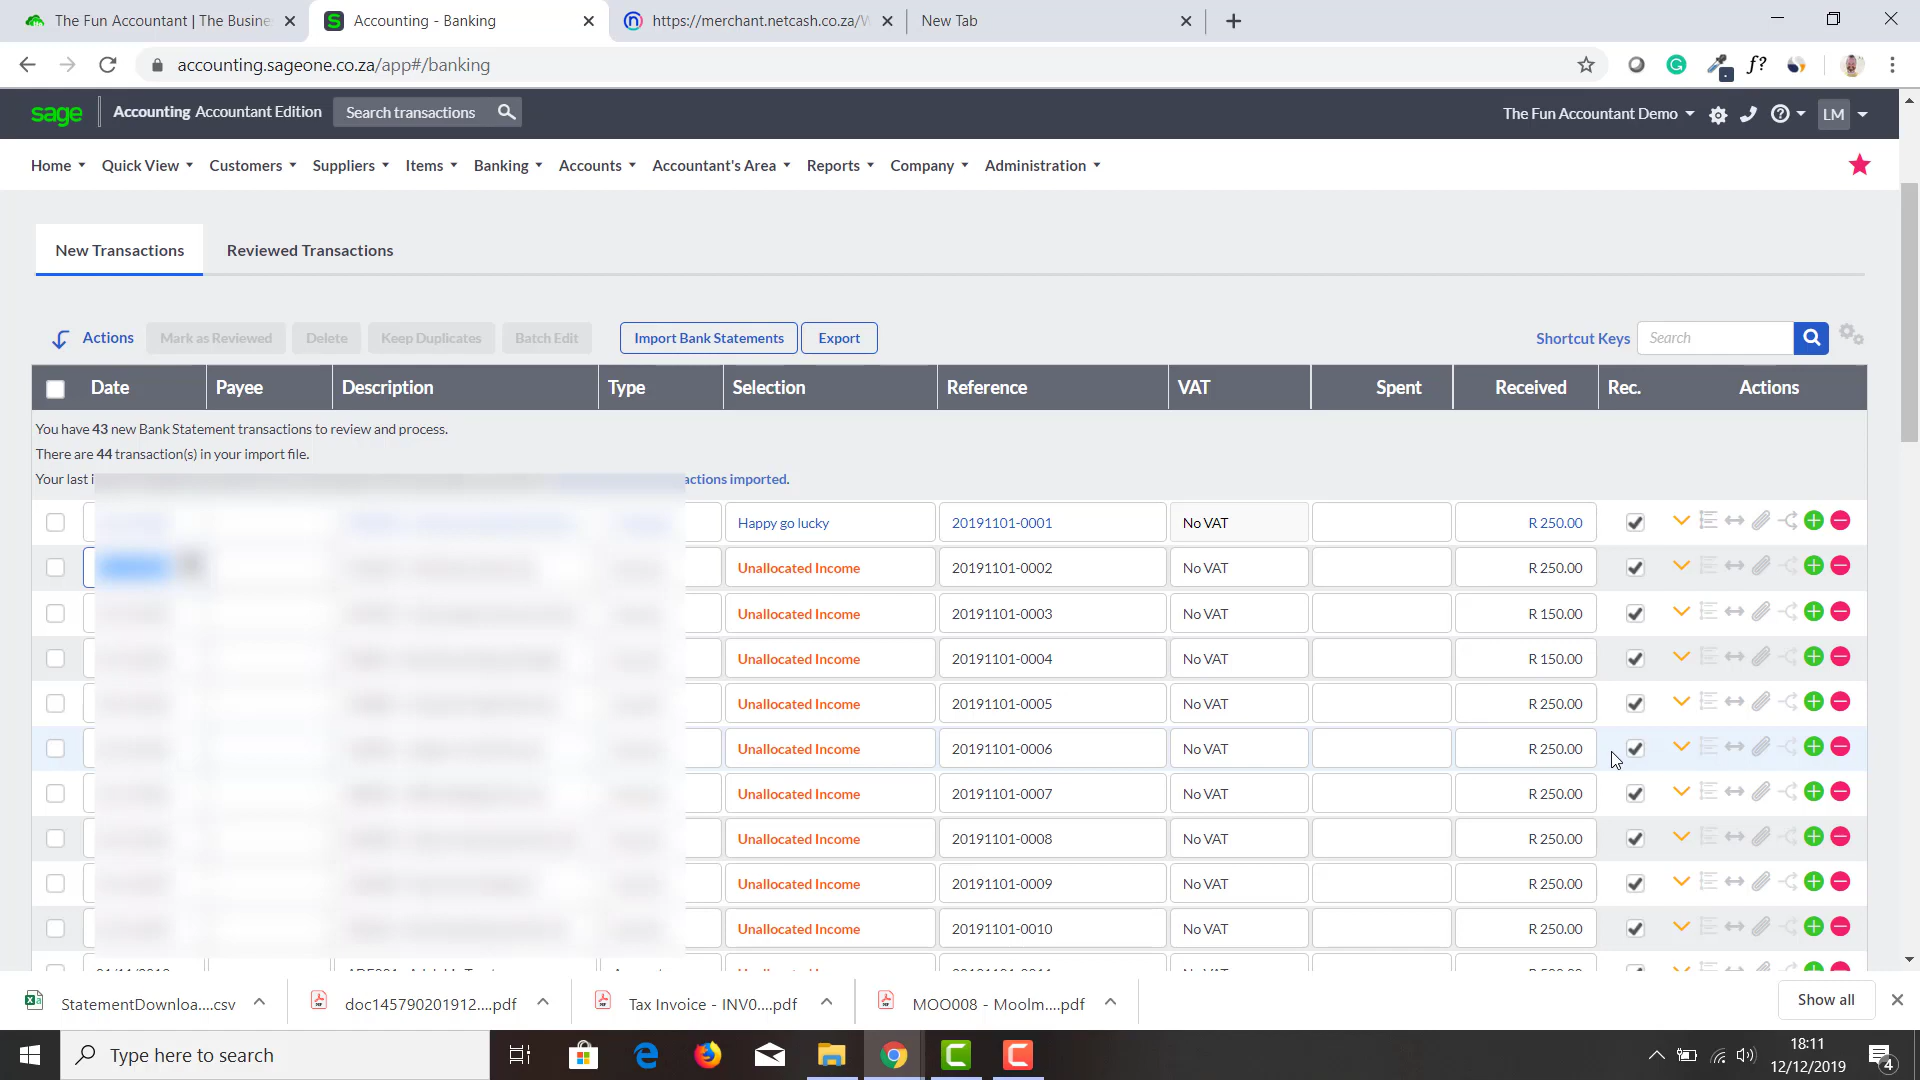 The Fun Accountant | The Busine
Accounting - Banking
https://merchant.netcash.co.za/W
New Tab
accounting.sageone.co.za/app#/banking
sage
Accounting Accountant Edition
Search transactions
The Fun Accountant Demo
LM
Home
Quick View
Customers
Suppliers
Items
Banking
Accounts
Accountant's Area
Reports
Company
Administration
New Transactions
Reviewed Transactions
Actions
Mark as Reviewed
Delete
Keep Duplicates
Batch Edit
Import Bank Statements
Export
Shortcut Keys
Search
Date Payee Description Type Selection Reference VAT Spent Received Rec. Actions
You have 43 new Bank Statement transactions to review and process.
There are 44 transaction(s) in your import file.
Your last i
actions imported.
Happy go lucky 20191101-0001 No VAT R 250.00
Unallocated Income 20191101-0002 No VAT R 250.00
Unallocated Income 20191101-0003 No VAT R 150.00
Unallocated Income 20191101-0004 No VAT R 150.00
Unallocated Income 20191101-0005 No VAT R 250.00
Unallocated Income 20191101-0006 No VAT R 250.00
Unallocated Income 20191101-0007 No VAT R 250.00
Unallocated Income 20191101-0008 No VAT R 250.00
Unallocated Income 20191101-0009 No VAT R 250.00
Unallocated Income 20191101-0010 No VAT R 250.00
StatementDownloa....csv
doc145790201912....pdf
Tax Invoice - INV0....pdf
MOO008 - Moolm....pdf
Show all
Type here to search
18:11
12/12/2019
4